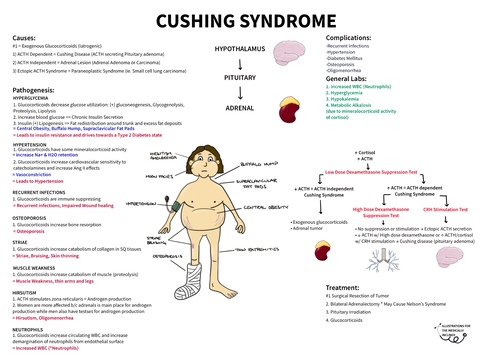 CUSHING SYNDROME
Causes:
#1 = Exogenous Glucocorticoids (Iatrogenic)
1) ACTH Dependent = Cushing Disease (ACTH secreting Pituitary adenoma)
2) ACTH Independent = Adrenal Lesion (Adrenal Adenoma or Carcinoma)
3) Ectopic ACTH Syndrome = Paraneoplastic Syndrome (ie. Small cell lung carcinoma)
Pathogenesis:
HYPERGLYCEMIA
1. Glucocorticoids decrease glucose utilization: (+) gluconeogenesis, Glycogenolysis,
Proteolysis, Lipolysis
2. Increase blood glucose => Chronic Insulin Secretion
3. Insulin (+) Lipogenesis => Fat redistribution around trunk and excess fat deposits
= Central Obesity, Buffalo Hump, Supraclavicular Fat Pads
= Leads to insulin resistance and drives towards a Type 2 Diabetes state
HYPERTENSION
1. Glucocorticoids have some mineralocorticoid activity
= Increase Na+ & H2O retention
2. Glucocorticoids increase cardiovascular sensitivity to
catecholamines and increase Ang II effects
= Vasoconstriction
= Leads to Hypertension
RECURRENT INFECTIONS
1. Glucocorticoids are immune suppressing
= Recurrent Infections, Impaired Wound healing
OSTEOPOROSIS
1. Glucocorticoids increase bone resorption
= Osteoporosis
STRIAE
1. Glucocorticoids increase catabolism of collagen in SQ tissues
= Striae, Bruising, Skin thinning
MUSCLE WEAKNESS
1. Glucocorticoids increase catabolism of muscle (proteolysis)
= Muscle Weakness, thin arms and legs
HIRSUTISM
1. ACTH stimulates zona reticularis = Androgen production
2. Women are more affected b/c adrenals is main place for androgen
production while men also have testes for androgen production
= Hirsutism, Oligomenorrhea
NEUTROPHILS
1. Glucocorticoids increase circulating WBC and increase
demargination of neutrophils from endothelial surface
= Increased WBC (*Neutrophils)
HYPOTHALAMUS
PITUITARY
ADRENAL
MOON FACIES
HYPERTENSION
STRIAE
BRUISING
OSTEOPOROSIS
BUFFALO HUMP
SUPRACLAVICULAR
FAT PADS
CENTRAL OBESITY
THIN EXTREMITIES
Complications:
-Recurrent Infections
-Hypertension
-Diabetes Mellitus
-Osteoporosis
-Oligomenorrhea
General Labs:
1. Increased WBC (Neutrophils)
2. Hyperglycemia
3. Hypokalemia
4. Metabolic Alkalosis
(due to mineralocorticoid activity
of cortisol)
+ Cortisol
+ ACTH
Low Dose Dexamethasone Suppression Test
+ ACTH = ACTH independent
Cushing Syndrome
+ ACTH = ACTH dependent
Cushing Syndrome
• Exogenous glucocorticoids
• Adrenal tumor
High Dose Dexamethasone
Suppression Test
CRH Stimulation Test
• No suppression or stimulation = Ectopic ACTH secretion
w/ CRH stimulation = Cushing disease (pituitary adenoma)
Treatment:
#1 Surgical Resection of Tumor
2. Bilateral Adrenalectomy * May Cause Nelson's Syndrome
3. Pituitary Irradiation
4. Glucocorticoids
ILLUSTRATIONS FOR
THE MEDICALLY
INCLINED